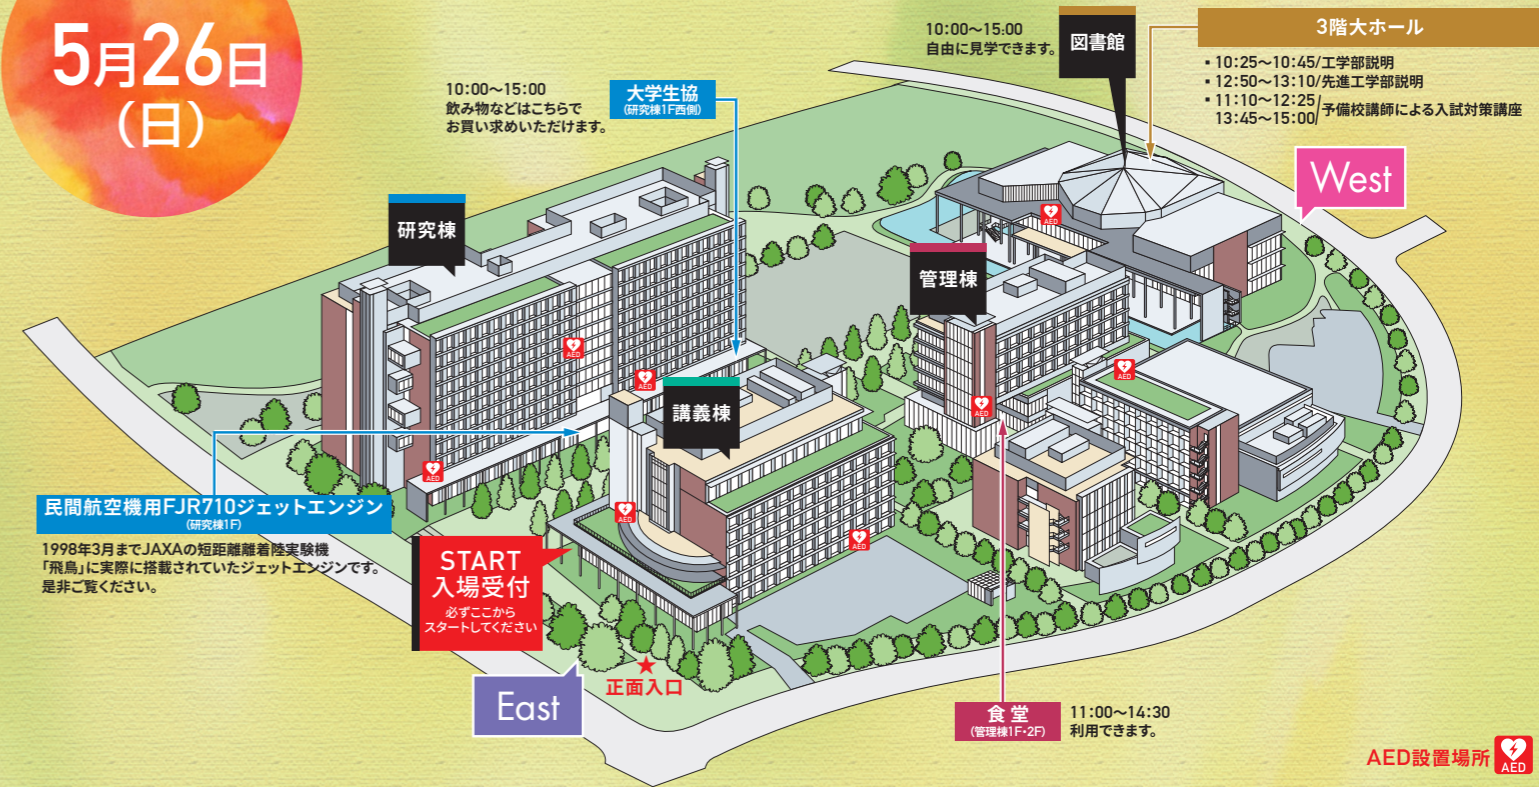 5月26日
（日）
10：00～15：00
飲み物などはこちらで
お買い求めいただけます。
大学生協
（研究棟1F西側）
10：00～15：00
自由に見学できます。
図書館
3階大ホール
▪ 10：25～10：45/工学部説明
▪ 12：50～13：10/先進工学部説明
▪ 11：10～12：25/予備校講師による入試対策講座
13：45～15：00
West
研究棟
管理棟
講義棟
AED
AED
AED
AED
AED
AED
AED
AED
民間航空機用FJR710ジェットエンジン
（研究棟1F）
1998年3月までJAXAの短距離離着陸実験機
「飛鳥」に実際に搭載されていたジェットエンジンです。
是非ご覧ください。
START
入場受付
必ずここから
スタートしてください
East
★
正面入口
食堂
（管理棟1F・2F）
11：00～14：30
利用できます。
AED設置場所
AED